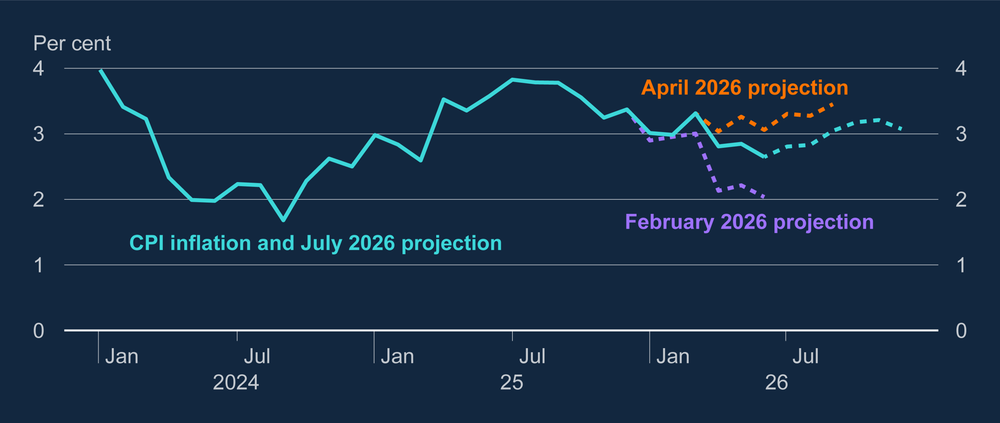 Per cent
4 4
April 2026 projection
3 3
2 2
February 2026 projection
CPI inflation and July 2026 projection
1 1
0 0
Jan Jul Jan Jul Jan Jul
2024 25 26